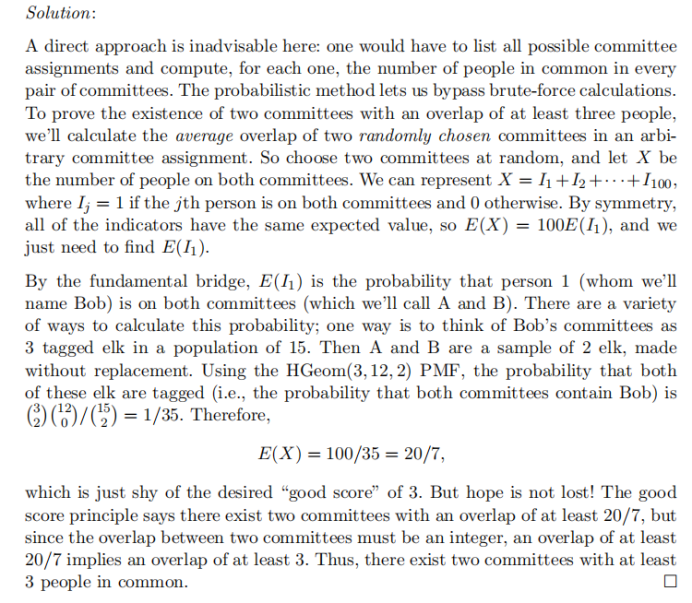 Solution:
A direct approach is inadvisable here: one would have to list all possible committee
assignments and compute, for each one, the number of people in common in every
pair of committees. The probabilistic method lets us bypass brute-force calculations.
To prove the existence of two committees with an overlap of at least three people,
we'll calculate the average overlap of two randomly chosen committees in an arbi-
trary committee assignment. So choose two committees at random, and let X be
the number of people on both committees. We can represent X = I₁+I₂+···+I₁₀₀,
where Iⱼ = 1 if the jth person is on both committees and 0 otherwise. By symmetry,
all of the indicators have the same expected value, so E(X) = 100E(I₁), and we
just need to find E(I₁).
By the fundamental bridge, E(I₁) is the probability that person 1 (whom we'll
name Bob) is on both committees (which we'll call A and B). There are a variety
of ways to calculate this probability; one way is to think of Bob's committees as
3 tagged elk in a population of 15. Then A and B are a sample of 2 elk, made
without replacement. Using the HGeom(3, 12, 2) PMF, the probability that both
of these elk are tagged (i.e., the probability that both committees contain Bob) is
(3 2)(12 0)/(15 2) = 1/35. Therefore,
E(X) = 100/35 = 20/7,
which is just shy of the desired "good score" of 3. But hope is not lost! The good
score principle says there exist two committees with an overlap of at least 20/7, but
since the overlap between two committees must be an integer, an overlap of at least
20/7 implies an overlap of at least 3. Thus, there exist two committees with at least
3 people in common. □